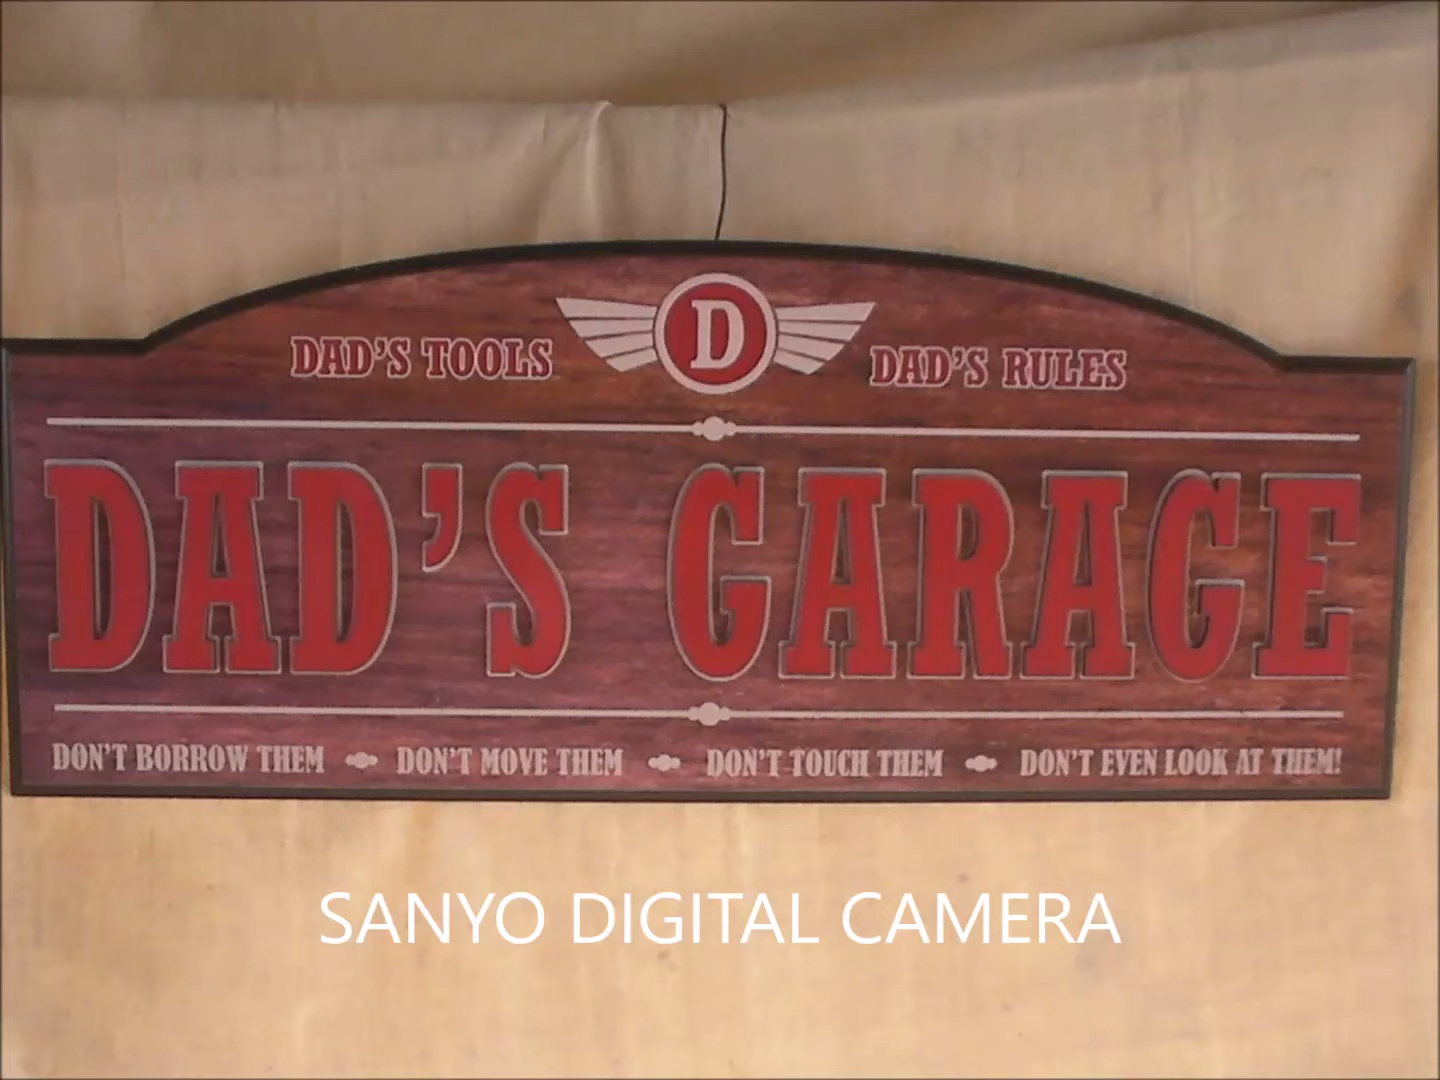 D
DAD'S TOOLS
DAD'S RULES
DAD'S GARAGE
DON'T BORROW THEM DON'T MOVE THEM DON'T TOUCH THEM DON'T EVEN LOOK AT THEM!
SANYO DIGITAL CAMERA